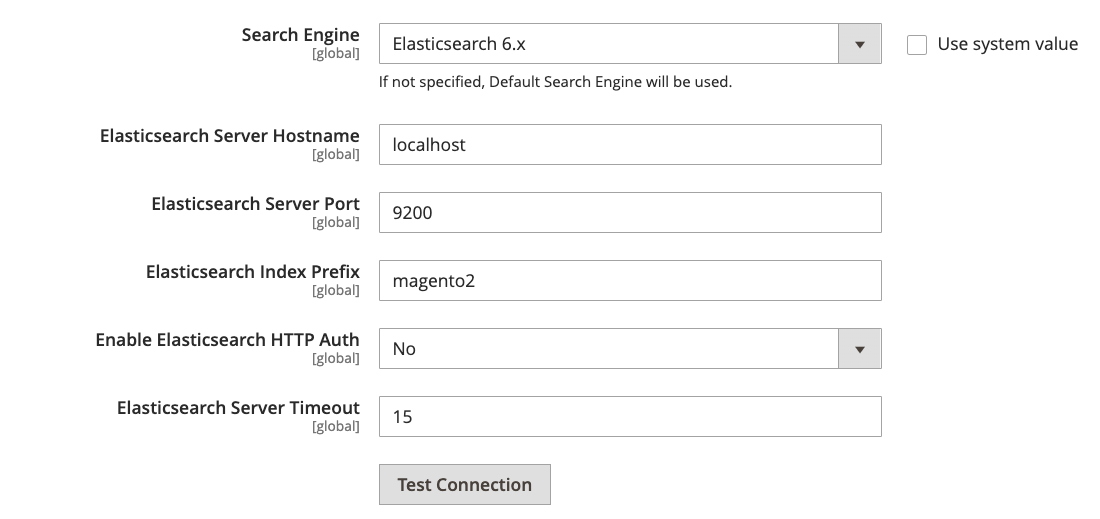 Search Engine
[global]
Elasticsearch 6.x
Use system value
If not specified, Default Search Engine will be used.
Elasticsearch Server Hostname
[global]
localhost
Elasticsearch Server Port
[global]
9200
Elasticsearch Index Prefix
[global]
magento2
Enable Elasticsearch HTTP Auth
[global]
No
Elasticsearch Server Timeout
[global]
15
Test Connection